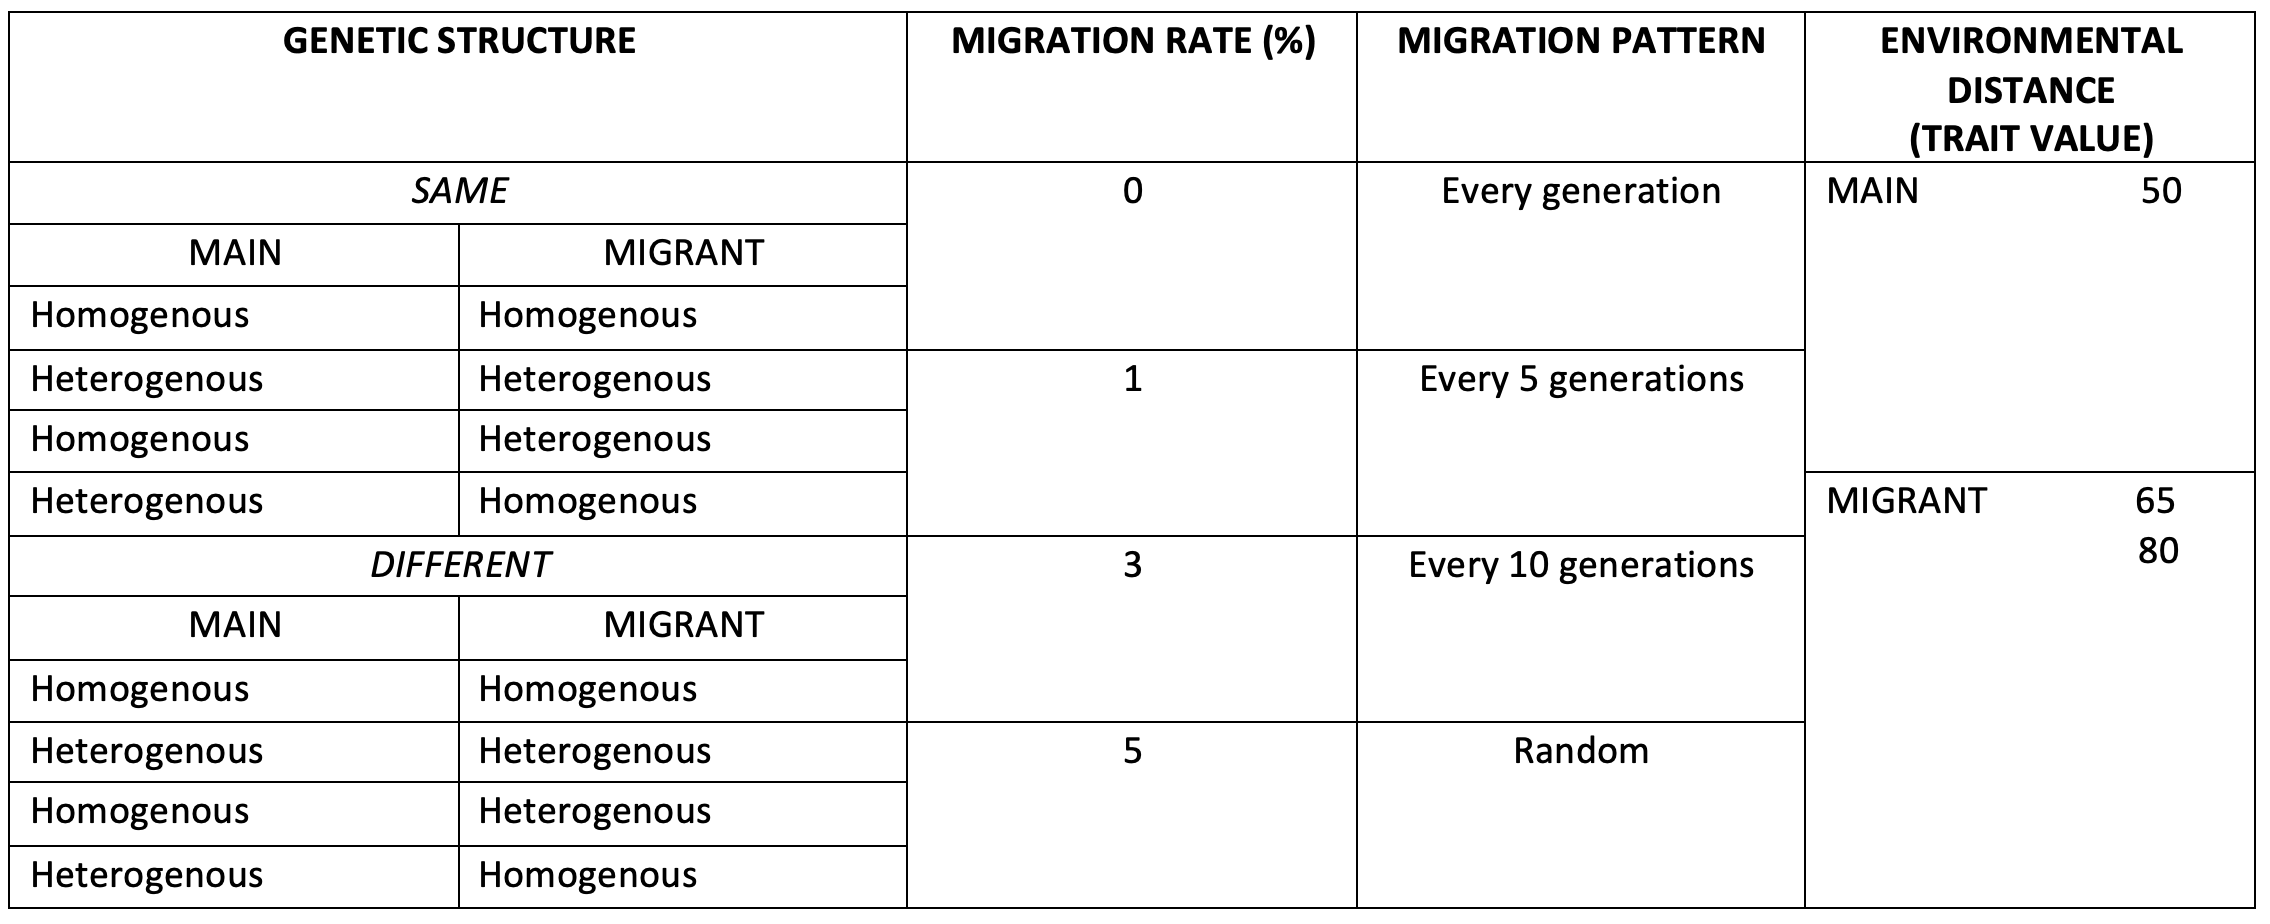 GENETIC STRUCTURE MIGRATION RATE (%) MIGRATION PATTERN ENVIRONMENTAL
DISTANCE
(TRAIT VALUE)
SAME 0 Every generation MAIN 50
MAIN MIGRANT
Homogenous Homogenous
Heterogenous Heterogenous 1 Every 5 generations
Homogenous Heterogenous
Heterogenous Homogenous MIGRANT 65
80
DIFFERENT 3 Every 10 generations
MAIN MIGRANT
Homogenous Homogenous
Heterogenous Heterogenous 5 Random
Homogenous Heterogenous
Heterogenous Homogenous